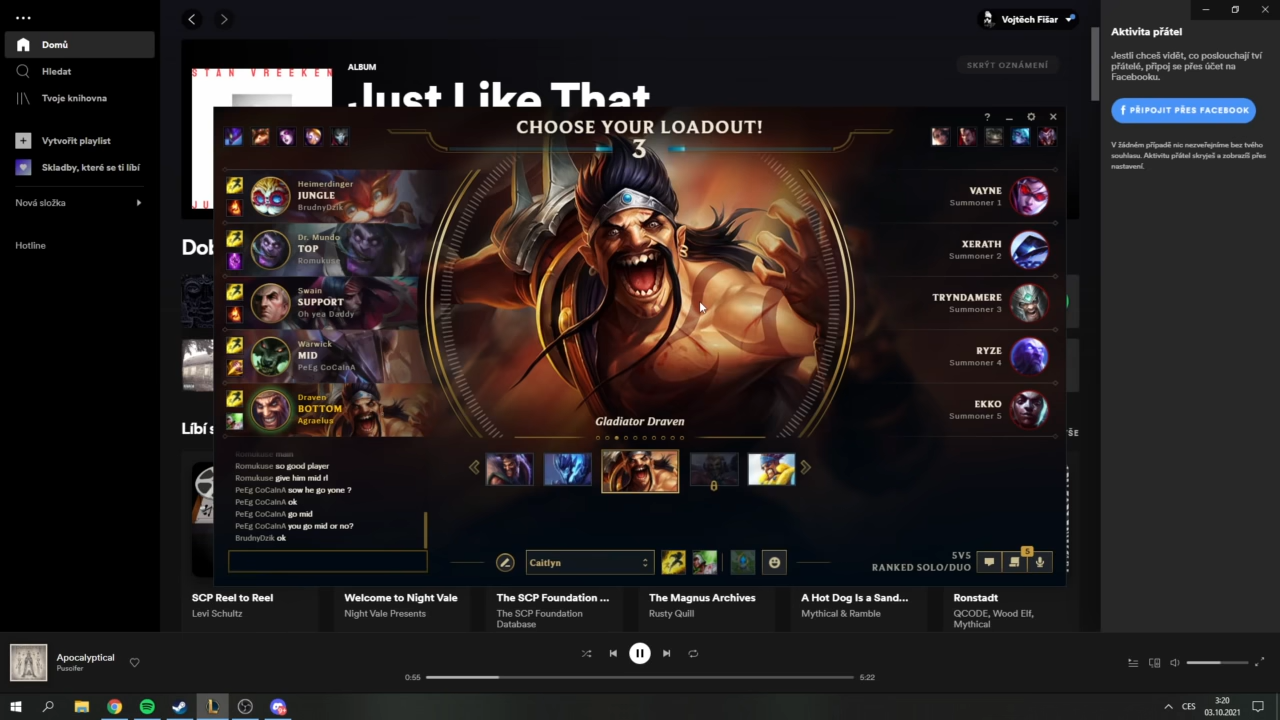 Domů
Hledat
Tvoje knihovna
Vytvořit playlist
Skladby, které se ti líbí
Nová složka
Hotline
STAN VREEKEN
ALBUM
Just Like That
SKRÝT OZNÁMENÍ
Vojtěch Fišar
Aktivita přátel
Jestli chceš vidět, co poslouchají tví
přátelé, připoj se přes účet na
Facebooku.
PŘIPOJIT PŘES FACEBOOK
V žádném případě nic nezveřejníme bez tvého
souhlasu. Aktivitu přátel skryješ a zobrazíš přes
nastavení.
CHOOSE YOUR LOADOUT!
3
Heimerdinger
JUNGLE
BrudnyDzik
Dr. Mundo
TOP
Romukuse
Swain
SUPPORT
Oh yea Daddy
Warwick
MID
PeEg CoCaInA
Draven
BOTTOM
Agraelus
VAYNE
Summoner 1
XERATH
Summoner 2
TRYNDAMERE
Summoner 3
RYZE
Summoner 4
EKKO
Summoner 5
Gladiator Draven
Dob
Líbí s
Romukuse main
Romukuse so good player
Romukuse give him mid rl
PeEg CoCaInA sow he go yone ?
PeEg CoCaInA ok
PeEg CoCaInA go mid
PeEg CoCaInA you go mid or no?
BrudnyDzik ok
Caitlyn
5V5
RANKED SOLO/DUO
5
SCP Reel to Reel
Levi Schultz
Welcome to Night Vale
Night Vale Presents
The SCP Foundation ...
The SCP Foundation
Database
The Magnus Archives
Rusty Quill
A Hot Dog Is a Sand...
Mythical & Ramble
Ronstadt
QCODE, Wood Elf,
Mythical
Apocalyptical
Puscifer
0:55
5:22
CES
3:20
03.10.2021